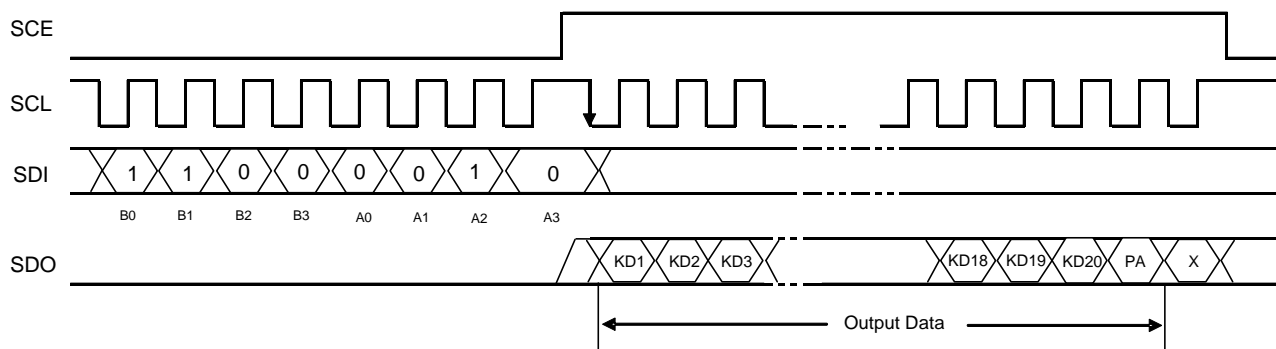 SCE
SCL
SDI
1 1 0 0 0 0 1 0
B0 B1 B2 B3 A0 A1 A2 A3
SDO
KD1 KD2 KD3 KD18 KD19 KD20 PA X
Output Data